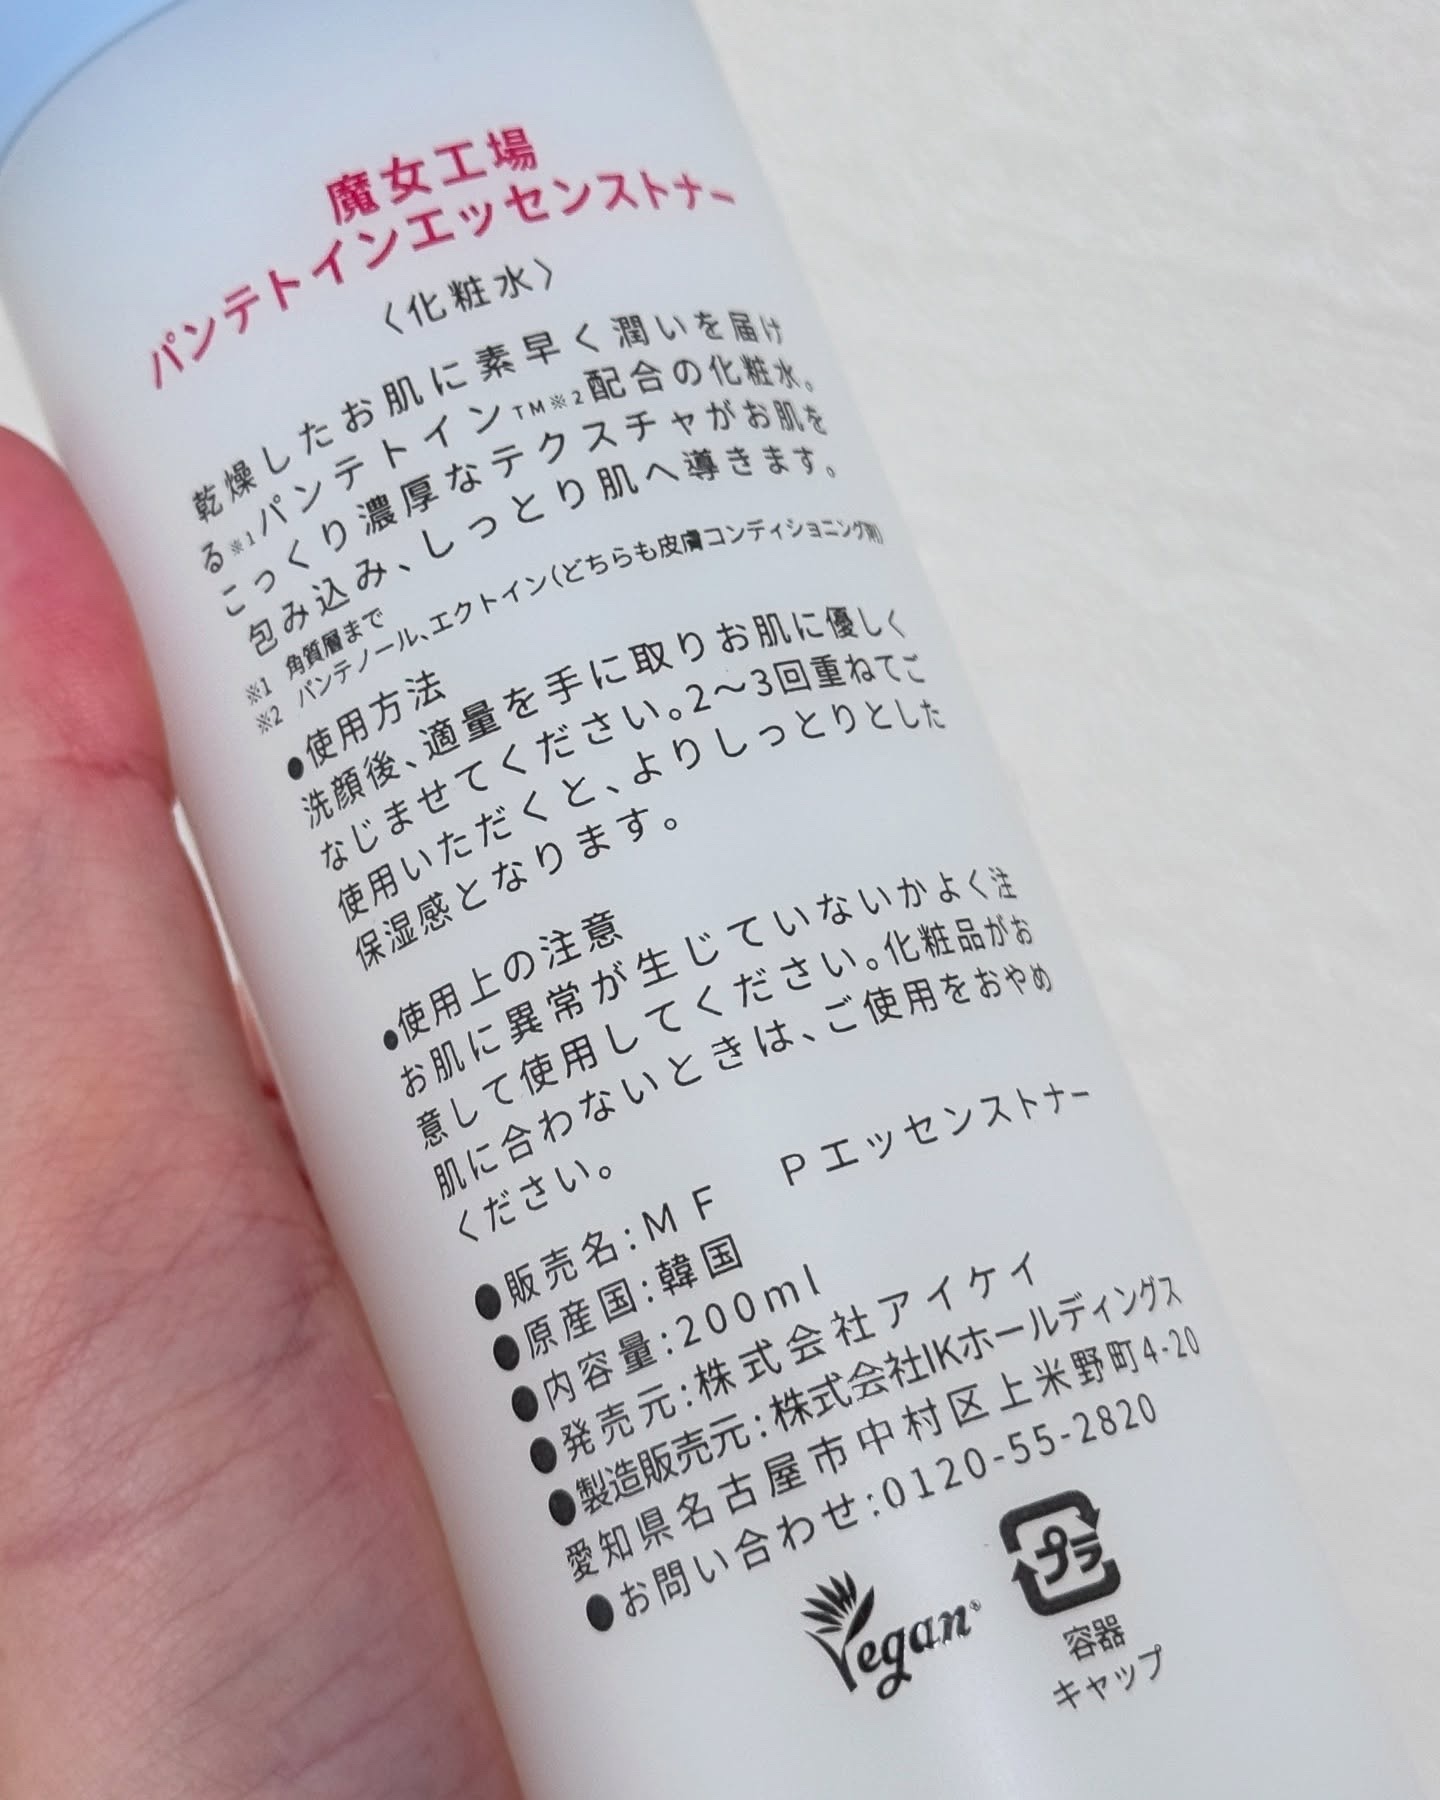 魔女工場
パンテトインエッセンストナー
〈化粧水〉
乾燥したお肌に素早く潤いを届け
る※1パンテトイン™※2配合の化粧水。
こっくり濃厚なテクスチャがお肌を
包み込み、しっとり肌へ導きます。
※1 角質層まで
※2 パンテノール、エクトイン(どちらも皮膚コンディショニング剤)
●使用方法
洗顔後、適量を手に取りお肌に優しく
なじませてください。2〜3回重ねてご
使用いただくと、よりしっとりとした
保湿感となります。
●使用上の注意
お肌に異常が生じていないかよく注
意して使用してください。化粧品がお
肌に合わないときは、ご使用をおやめ
ください。
●販売名:MF Pエッセンストナー
●原産国:韓国
●内容量:200ml
●発売元:株式会社アイケイ
●製造販売元:株式会社IKホールディングス
愛知県名古屋市中村区上米野町4-20
●お問い合わせ:0120-55-2820
Vegan®
プラ
容器
キャップ